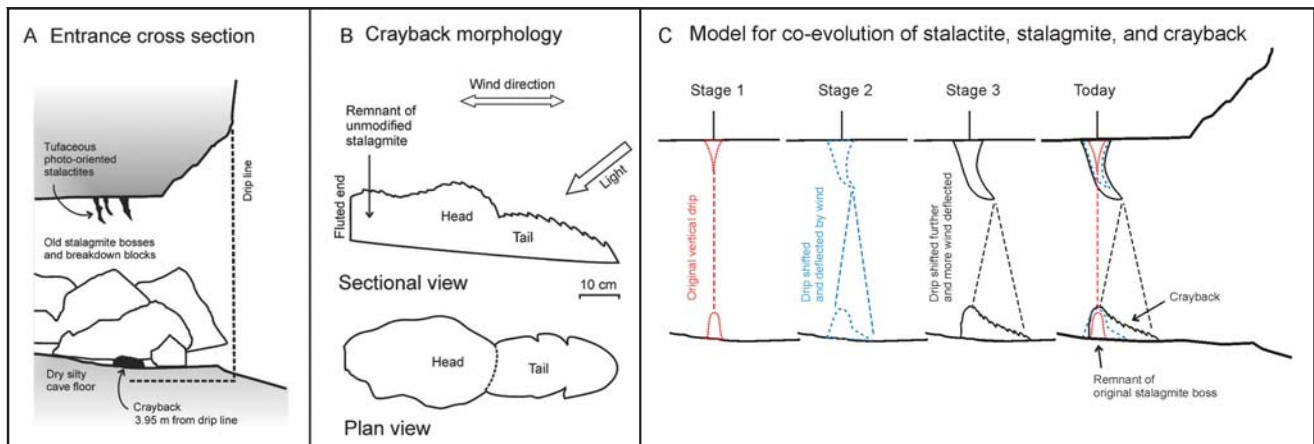 A Entrance cross section
Tufaceous
photo-oriented
stalactites
Drip line
Old stalagmite bosses
and breakdown blocks
Dry silty
cave floor
Crayback
3.95 m from drip line
B Crayback morphology
Wind direction
Remnant of
unmodified
stalagmite
Light
Fluted end
Head
Tail
Sectional view
10 cm
Head
Tail
Plan view
C Model for co-evolution of stalactite, stalagmite, and crayback
Stage 1
Stage 2
Stage 3
Today
Original vertical drip
Drip shifted
and deflected by wind
Drip shifted further
and more wind deflected
Crayback
Remnant of
original stalagmite boss